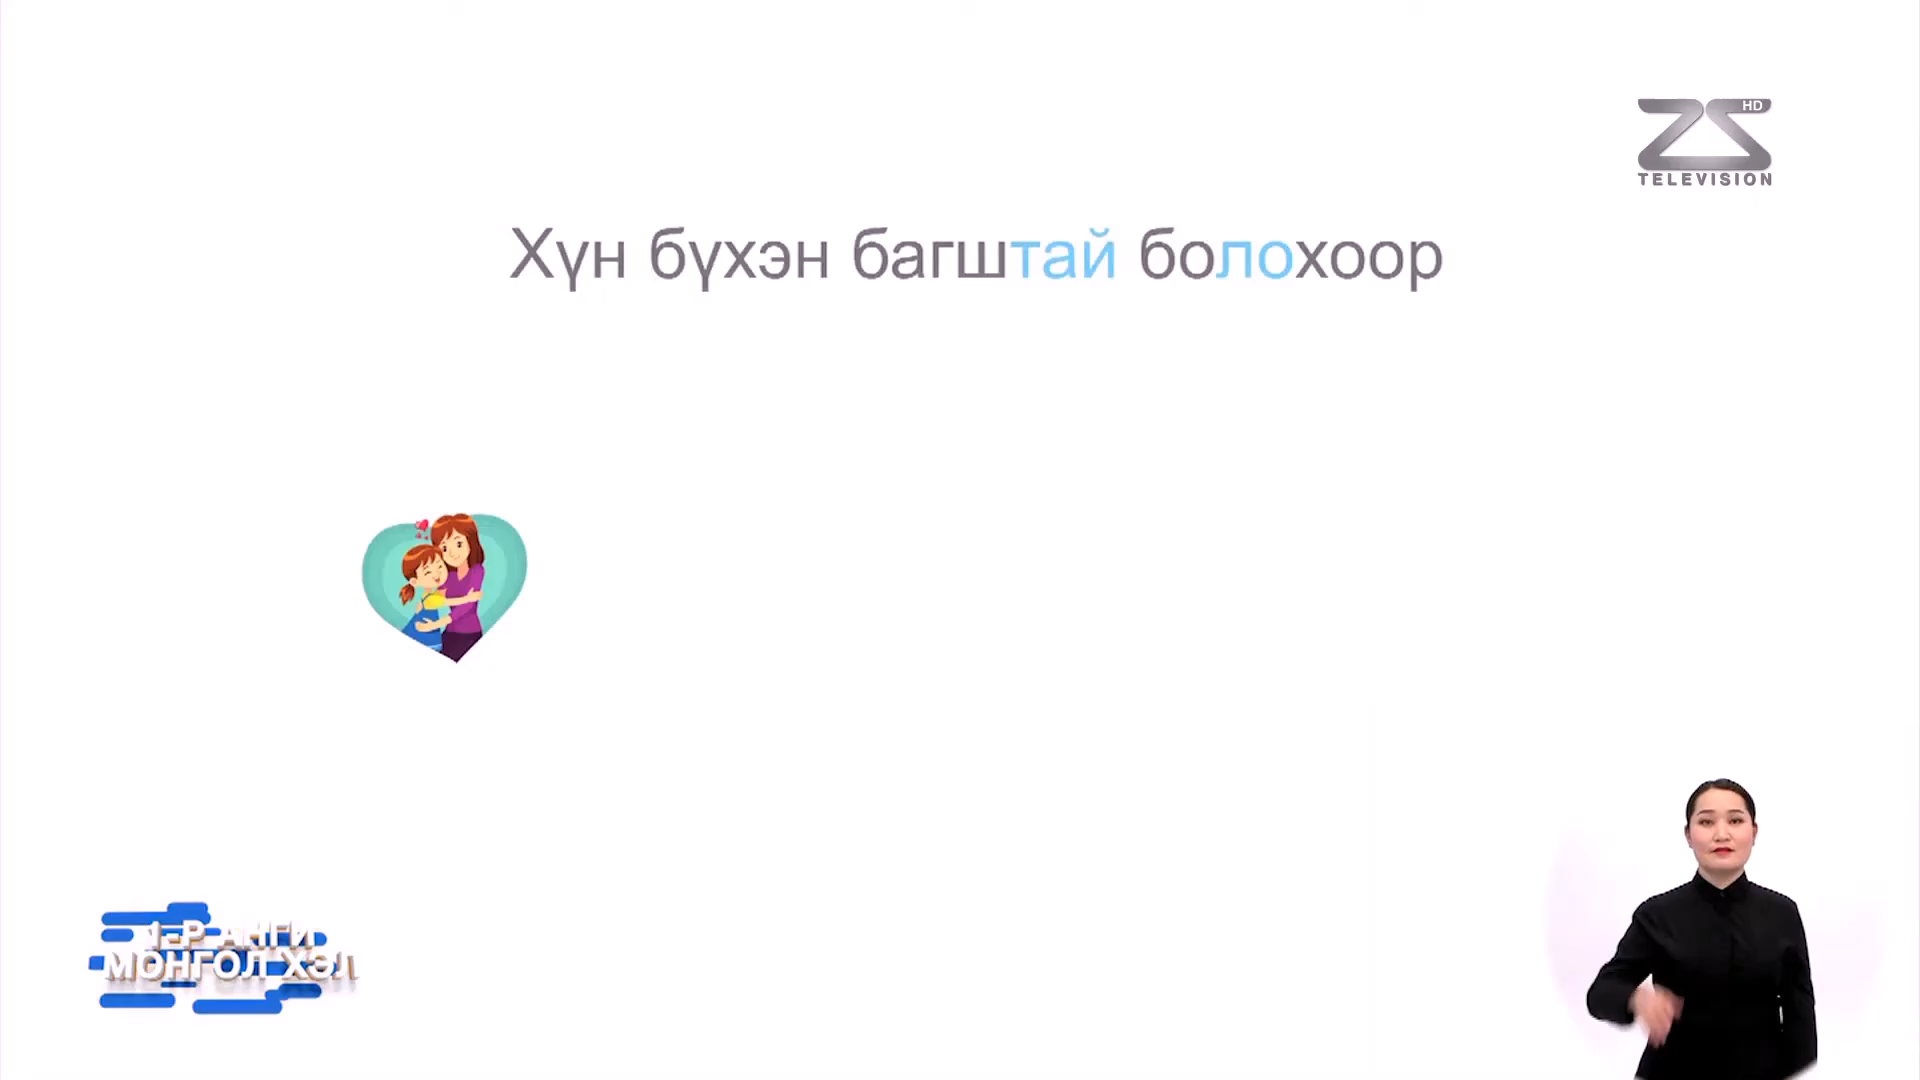 HD
TELEVISION
Хүн бүхэн багштай болохоор
1-Р АНГИ
МОНГОЛ ХЭЛ